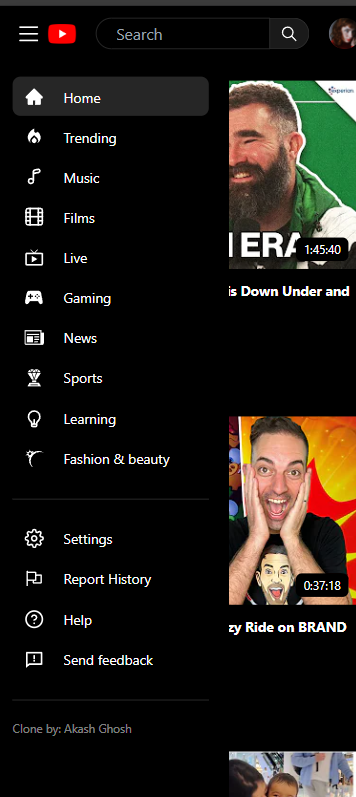 Search
Home
Trending
Music
Films
Live
Gaming
News
Sports
Learning
Fashion & beauty
Settings
Report History
Help
Send feedback
Clone by: Akash Ghosh
experian
ERA
1:45:40
is Down Under and
0:37:18
zy Ride on BRAND